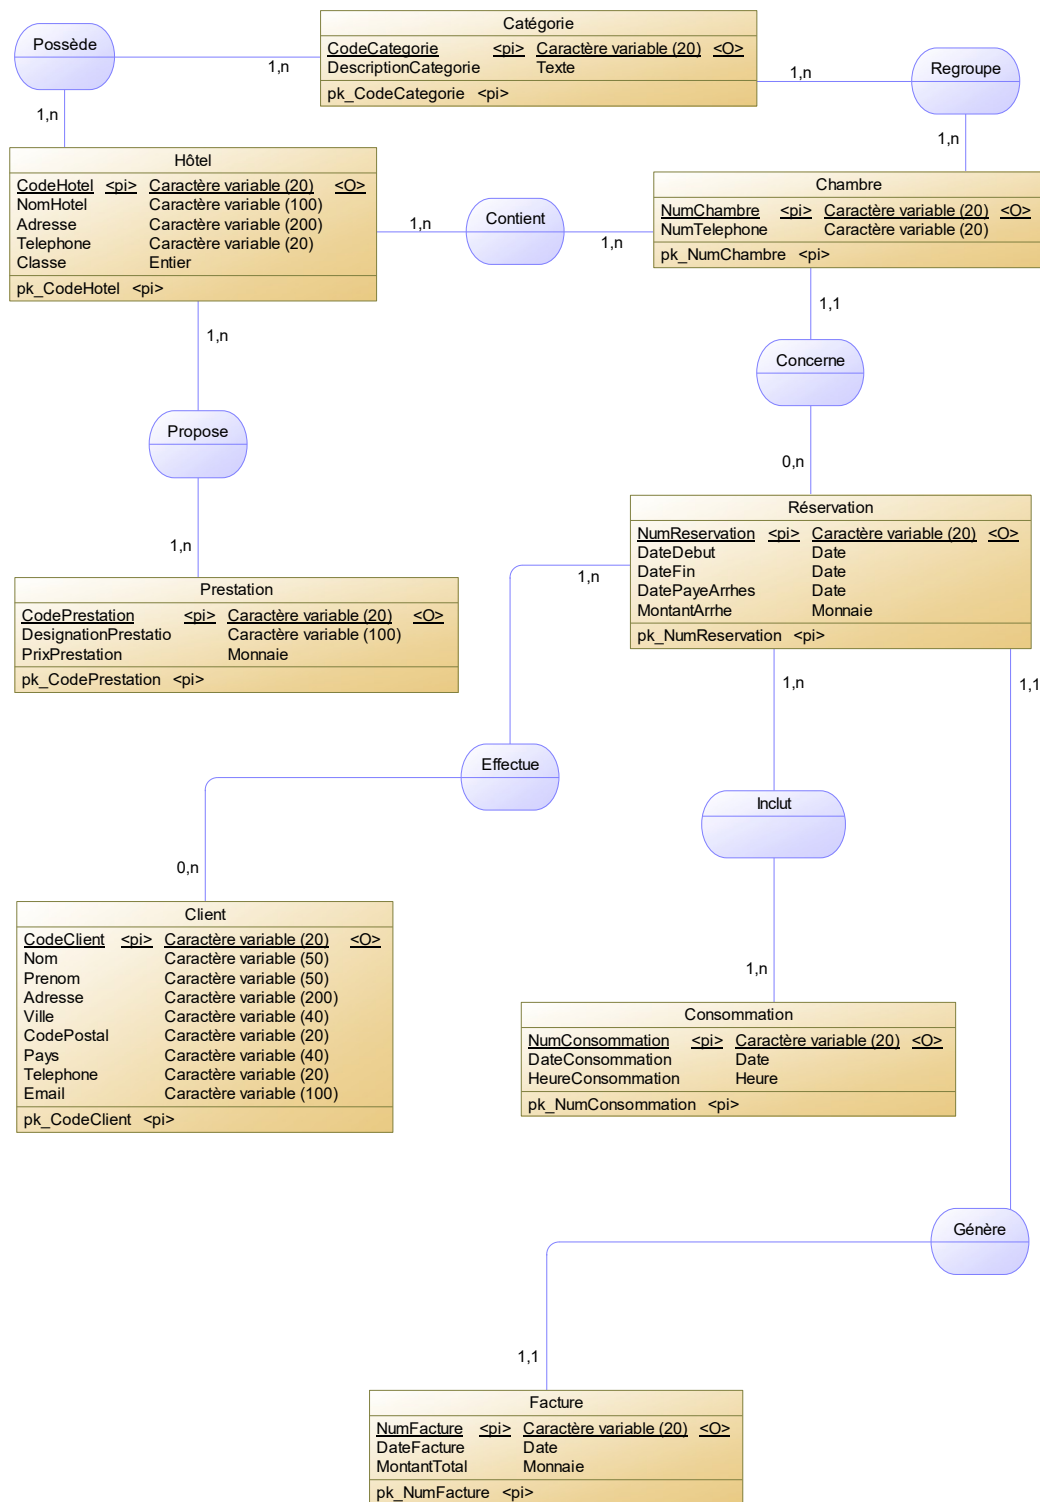 Possède
Catégorie
CodeCategorie <pi> Caractère variable (20) <O>
DescriptionCategorie Texte
pk_CodeCategorie <pi>
1,n
1,n
Regroupe
1,n
1,n
Hôtel
CodeHotel <pi> Caractère variable (20) <O>
NomHotel Caractère variable (100)
Adresse Caractère variable (200)
Telephone Caractère variable (20)
Classe Entier
pk_CodeHotel <pi>
1,n
Contient
1,n
Chambre
NumChambre <pi> Caractère variable (20) <O>
NumTelephone Caractère variable (20)
pk_NumChambre <pi>
1,n
1,1
Concerne
0,n
Propose
1,n
Réservation
NumReservation <pi> Caractère variable (20) <O>
DateDebut Date
DateFin Date
DatePayeArrhes Date
MontantArrhe Monnaie
pk_NumReservation <pi>
Prestation
CodePrestation <pi> Caractère variable (20) <O>
DesignationPrestatio Caractère variable (100)
PrixPrestation Monnaie
pk_CodePrestation <pi>
1,n
1,n
1,1
Effectue
Inclut
0,n
Client
CodeClient <pi> Caractère variable (20) <O>
Nom Caractère variable (50)
Prenom Caractère variable (50)
Adresse Caractère variable (200)
Ville Caractère variable (40)
CodePostal Caractère variable (20)
Pays Caractère variable (40)
Telephone Caractère variable (20)
Email Caractère variable (100)
pk_CodeClient <pi>
1,n
Consommation
NumConsommation <pi> Caractère variable (20) <O>
DateConsommation Date
HeureConsommation Heure
pk_NumConsommation <pi>
Génère
1,1
Facture
NumFacture <pi> Caractère variable (20) <O>
DateFacture Date
MontantTotal Monnaie
pk_NumFacture <pi>